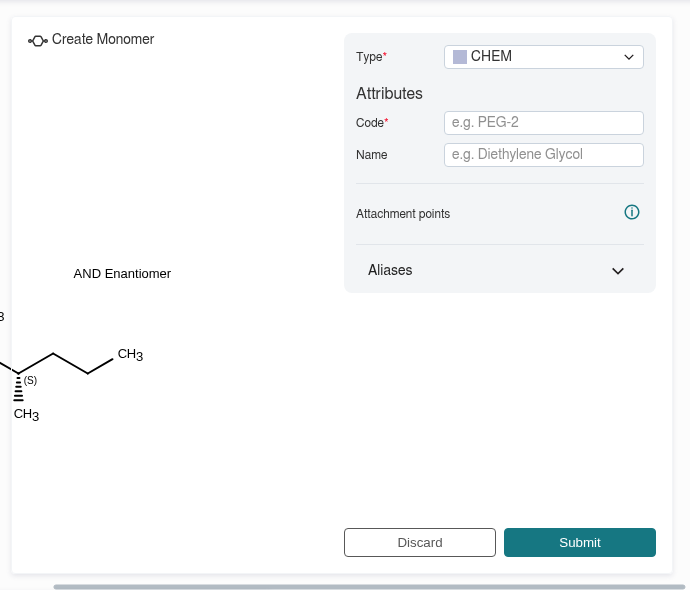 Create Monomer
Type*
CHEM
Attributes
Code*
e.g. PEG-2
Name
e.g. Diethylene Glycol
Attachment points
Aliases
AND Enantiomer
3
CH3
(S)
CH3
Discard
Submit